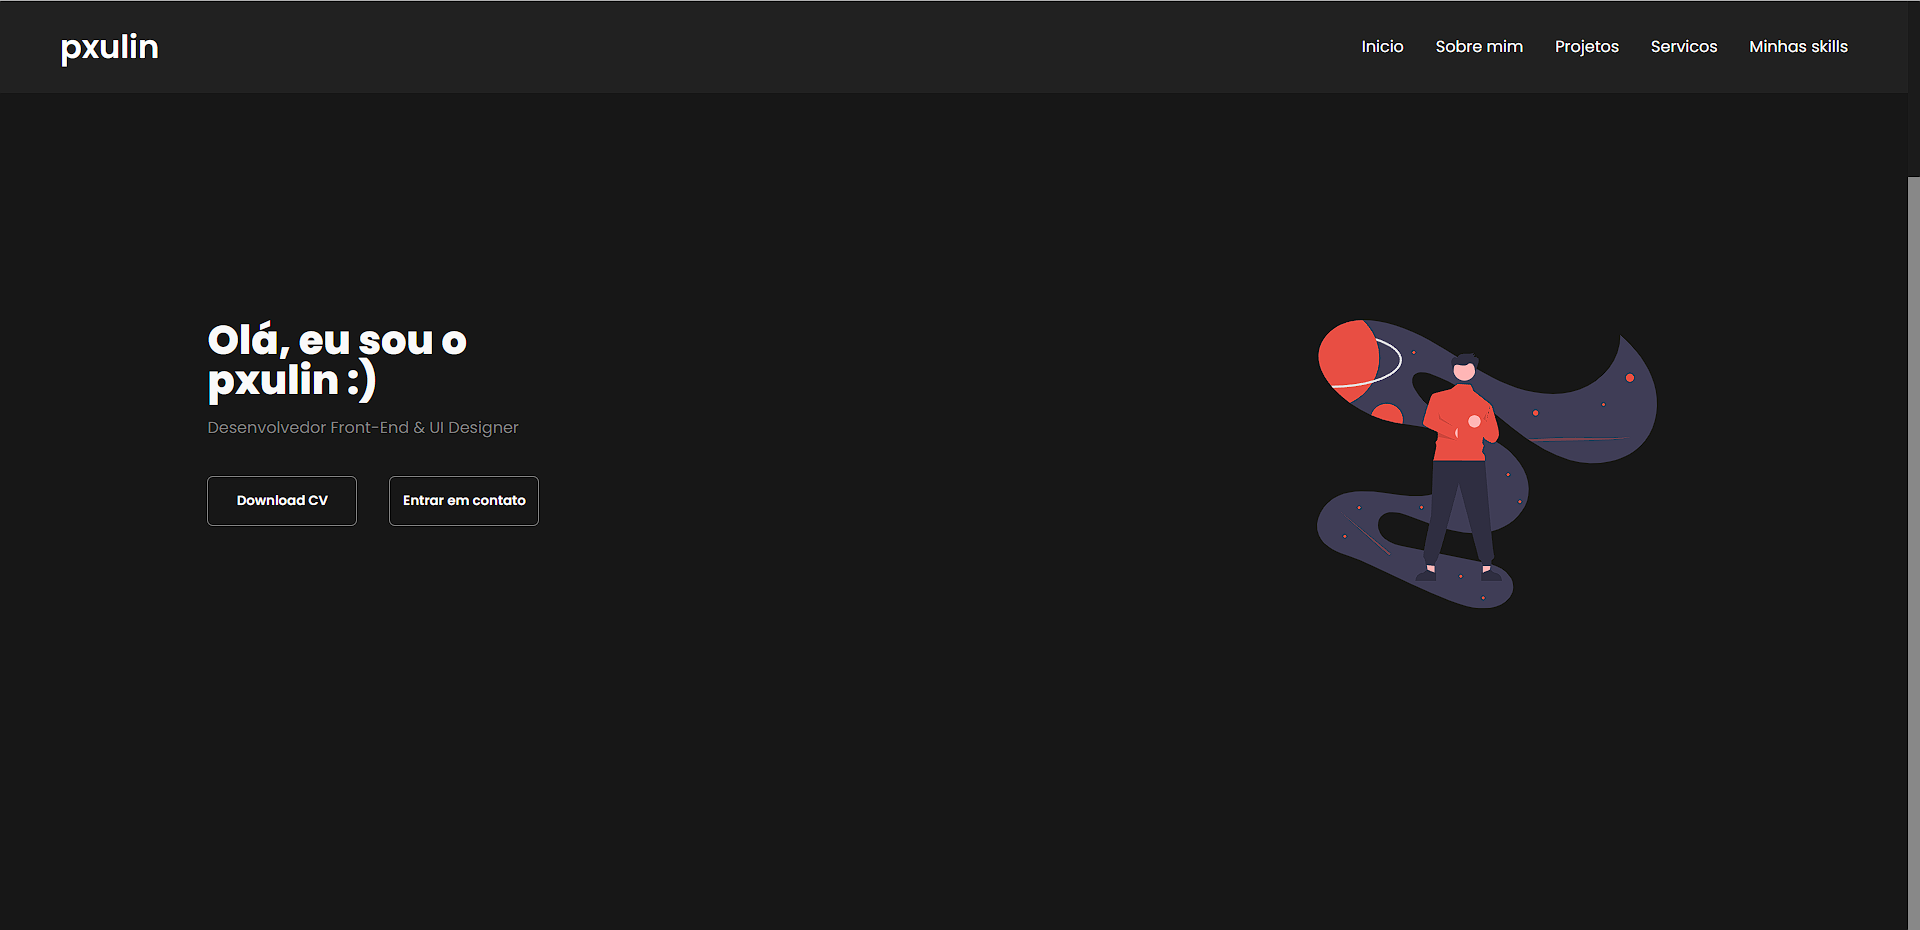 pxulin
Inicio Sobre mim Projetos Servicos Minhas skills
Olá, eu sou o
pxulin :)
Desenvolvedor Front-End & UI Designer
Download CV Entrar em contato